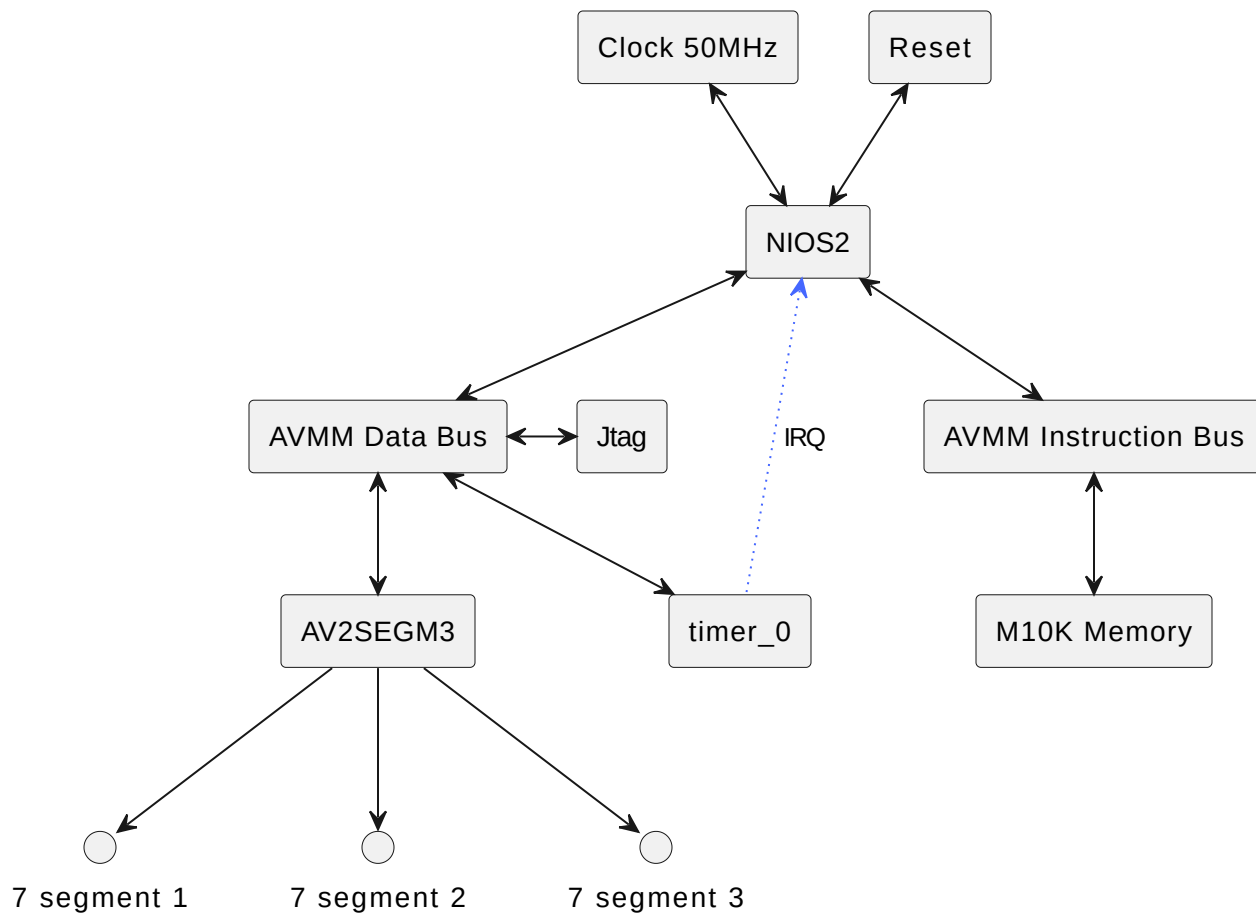 Clock 50MHz
Reset
NIOS2
AVMM Data Bus
Jtag
IRQ
AVMM Instruction Bus
AV2SEGM3
timer_0
M10K Memory
7 segment 1
7 segment 2
7 segment 3